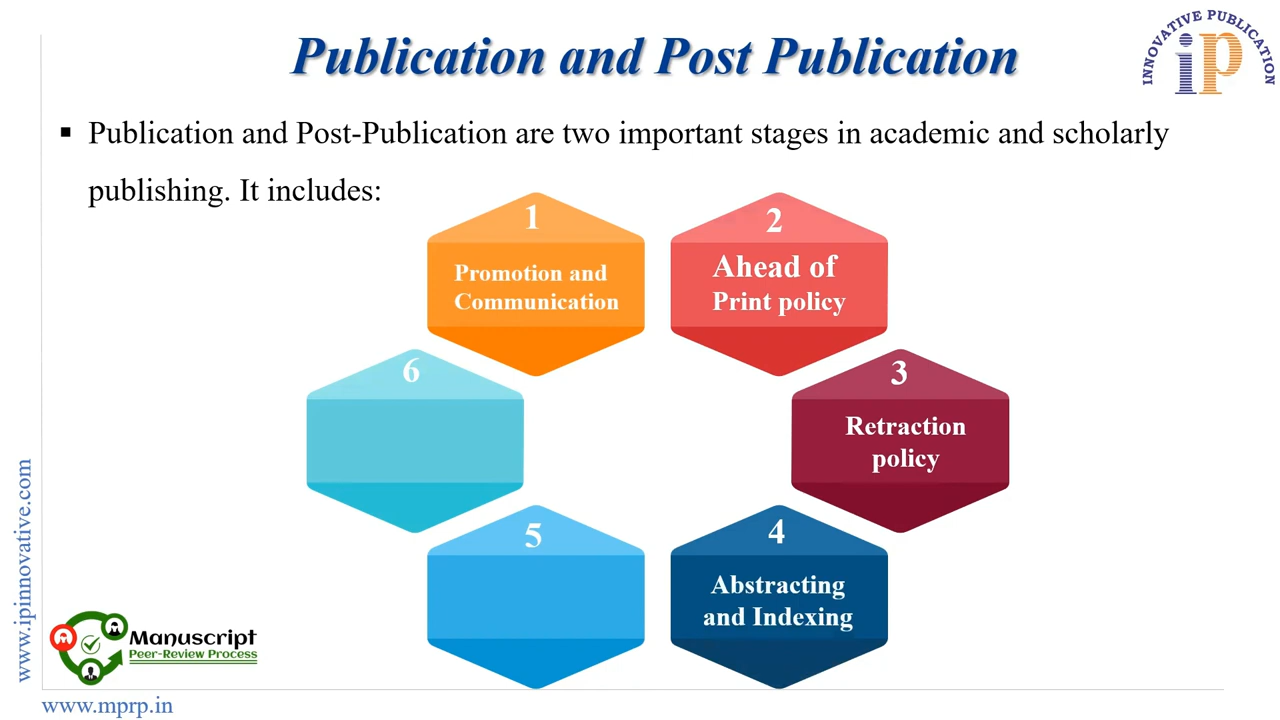 Publication and Post Publication
INNOVATIVE PUBLICATION
ip
▪ Publication and Post-Publication are two important stages in academic and scholarly
publishing. It includes:
1
Promotion and
Communication
2
Ahead of
Print policy
3
Retraction
policy
4
Abstracting
and Indexing
5
6
Manuscript
Peer-Review Process
www.ipinnovative.com
www.mprp.in